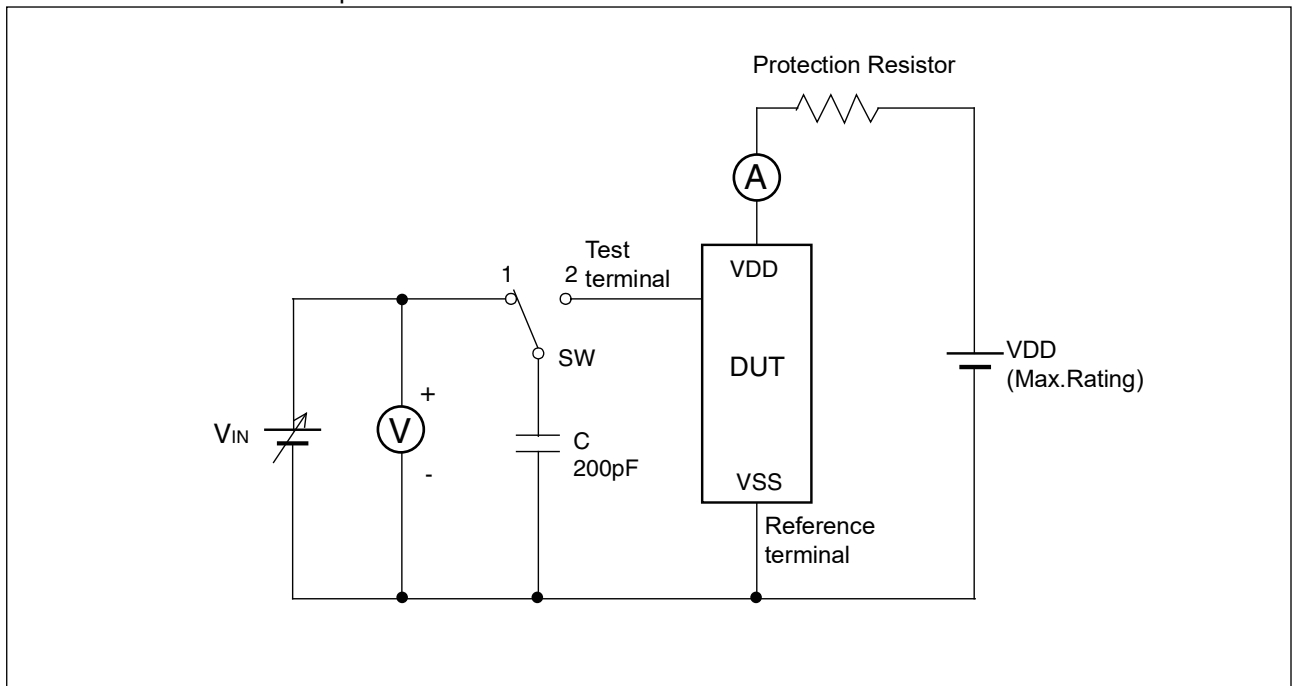 Protection Resistor
A
Test
terminal
1
2
VDD
SW
DUT
VDD
(Max.Rating)
+
VIN
V
C
200pF
-
VSS
Reference
terminal